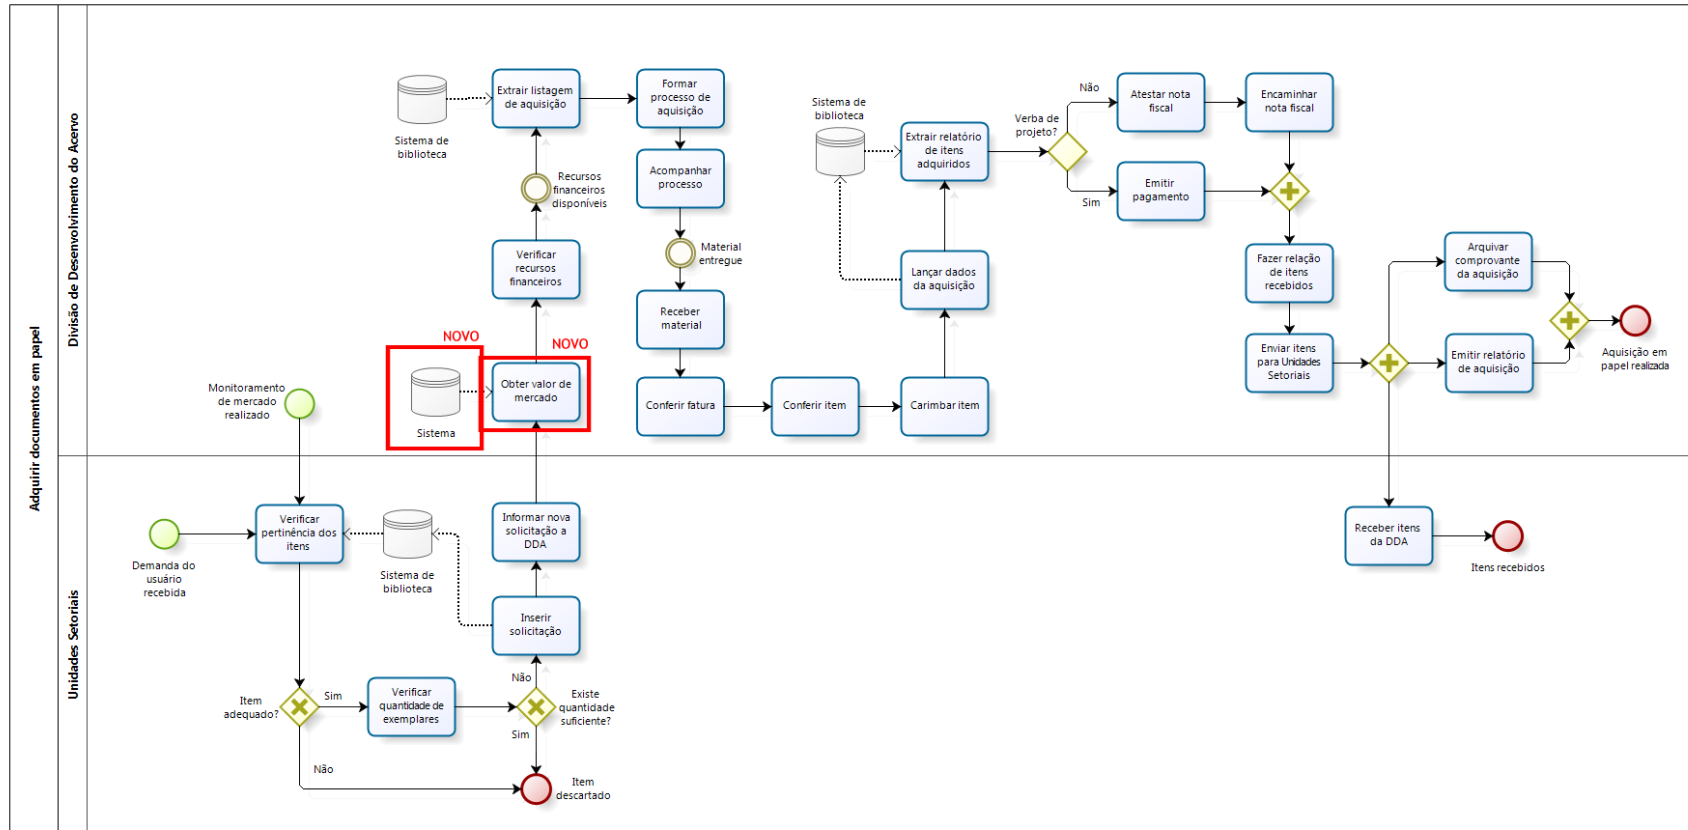 Adquirir documentos em papel
Divisão de Desenvolvimento do Acervo
Sistema de
biblioteca
Extrair listagem
de aquisição
Formar
processo de
aquisição
Acompanhar
processo
Recursos
financeiros
disponíveis
Verificar
recursos
financeiros
Material
entregue
Receber
material
NOVO
NOVO
Sistema
Obter valor de
mercado
Monitoramento
de mercado
realizado
Conferir fatura
Conferir item
Carimbar item
Lançar dados
da aquisição
Sistema de
biblioteca
Extrair relatório
de itens
adquiridos
Verba de
projeto?
Não
Sim
Atestar nota
fiscal
Encaminhar
nota fiscal
Emitir
pagamento
Fazer relação
de itens
recebidos
Enviar itens
para Unidades
Setoriais
Arquivar
comprovante
da aquisição
Emitir relatório
de aquisição
Aquisição em
papel realizada
Unidades Setoriais
Demanda do
usuário
recebida
Verificar
pertinência dos
itens
Sistema de
biblioteca
Informar nova
solicitação a
DDA
Inserir
solicitação
Item
adequado?
Sim
Não
Verificar
quantidade de
exemplares
Não
Existe
quantidade
suficiente?
Sim
Item
descartado
Receber itens
da DDA
Itens recebidos